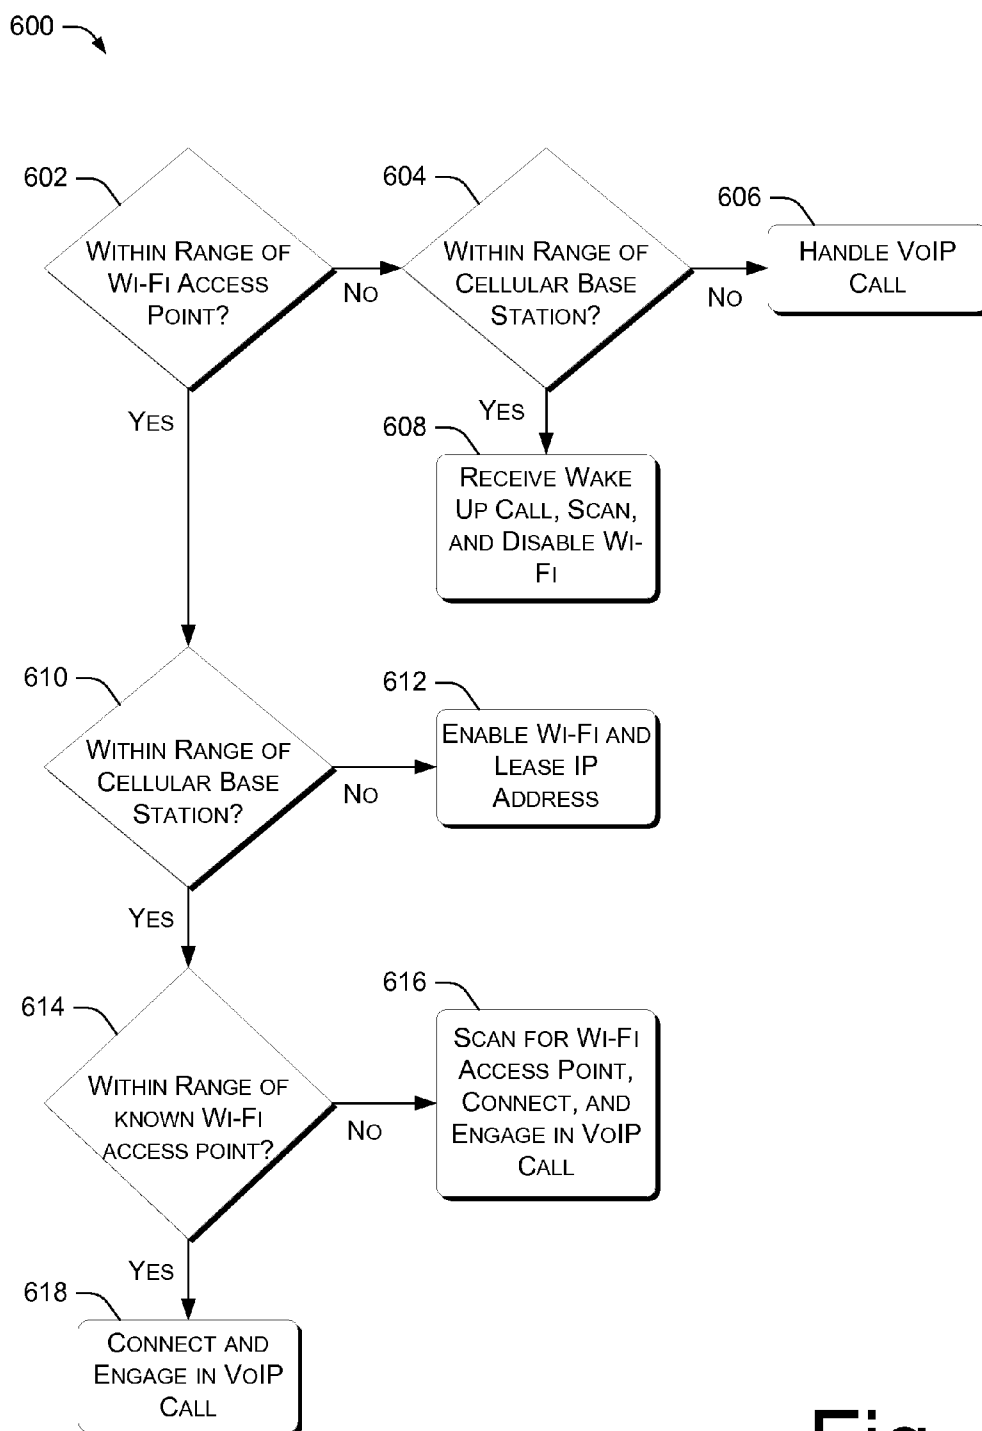 600
602
WITHIN RANGE OF
WI-FI ACCESS
POINT?
NO
YES
604
WITHIN RANGE OF
CELLULAR BASE
STATION?
NO
YES
606
HANDLE VOIP
CALL
608
RECEIVE WAKE
UP CALL, SCAN,
AND DISABLE WI-
FI
610
WITHIN RANGE OF
CELLULAR BASE
STATION?
NO
YES
612
ENABLE WI-FI AND
LEASE IP
ADDRESS
614
WITHIN RANGE OF
KNOWN WI-FI
ACCESS POINT?
NO
YES
616
SCAN FOR WI-FI
ACCESS POINT,
CONNECT, AND
ENGAGE IN VOIP
CALL
618
CONNECT AND
ENGAGE IN VOIP
CALL